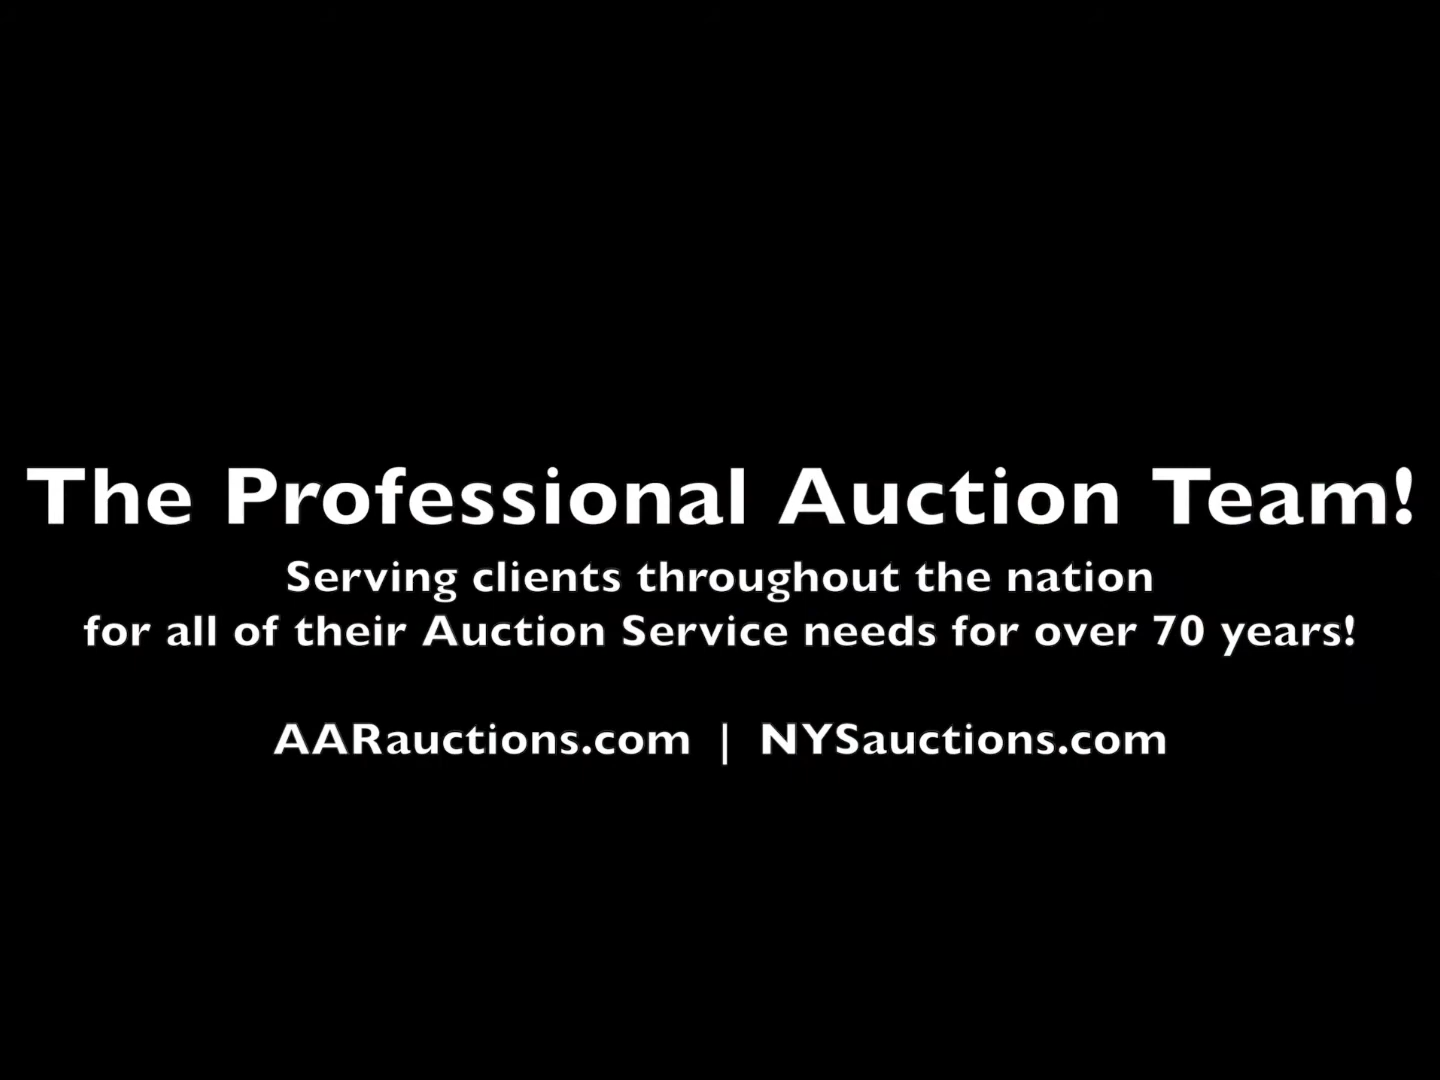 The Professional Auction Team!
Serving clients throughout the nation
for all of their Auction Service needs for over 70 years!
AARauctions.com | NYSauctions.com